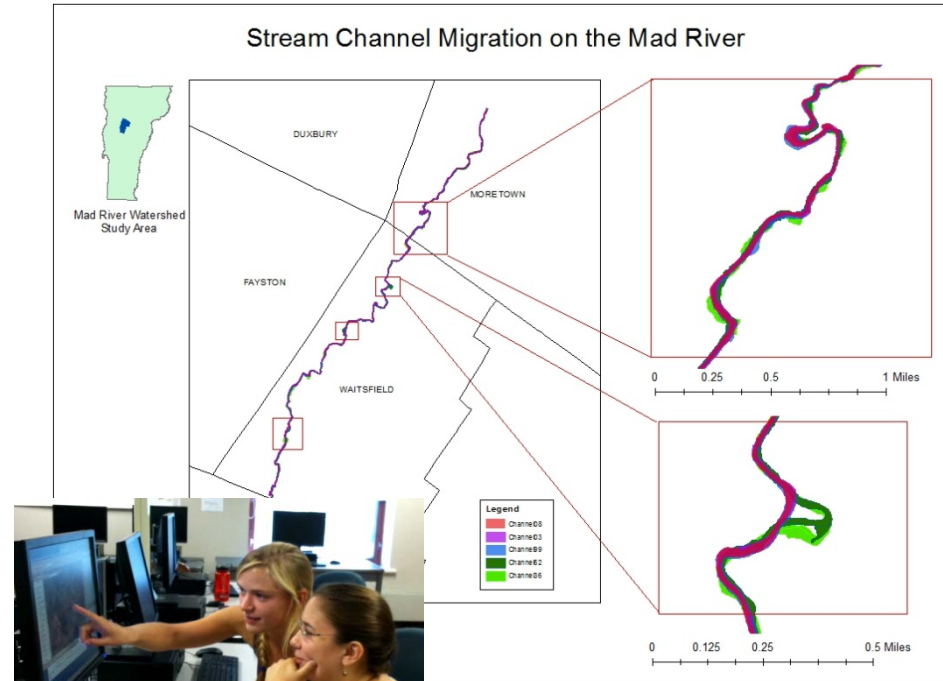 Stream Channel Migration on the Mad River
Mad River Watershed
Study Area
DUXBURY
MORETOWN
FAYSTON
WAITSFIELD
0 0.25 0.5 1 Miles
0 0.125 0.25 0.5 Miles
Legend
Channel08
Channel03
Channel99
Channel62
Channel36